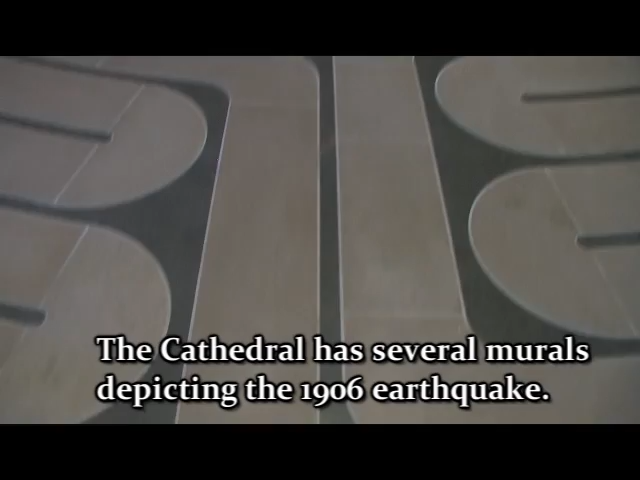 The Cathedral has several murals
depicting the 1906 earthquake.